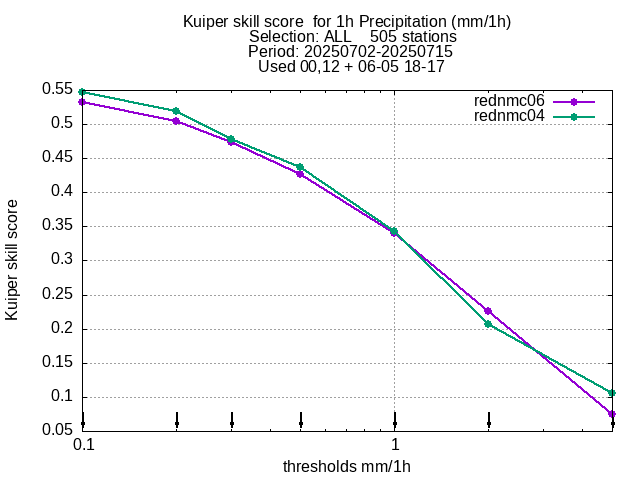 Kuiper skill score  for 1h Precipitation (mm/1h)
Selection: ALL    505 stations
Period: 20250702-20250715
Used 00,12 + 06-05 18-17
rednmc06
rednmc04
0.55
0.5
0.45
0.4
0.35
0.3
0.25
0.2
0.15
0.1
0.05
Kuiper skill score
0.1
1
thresholds mm/1h